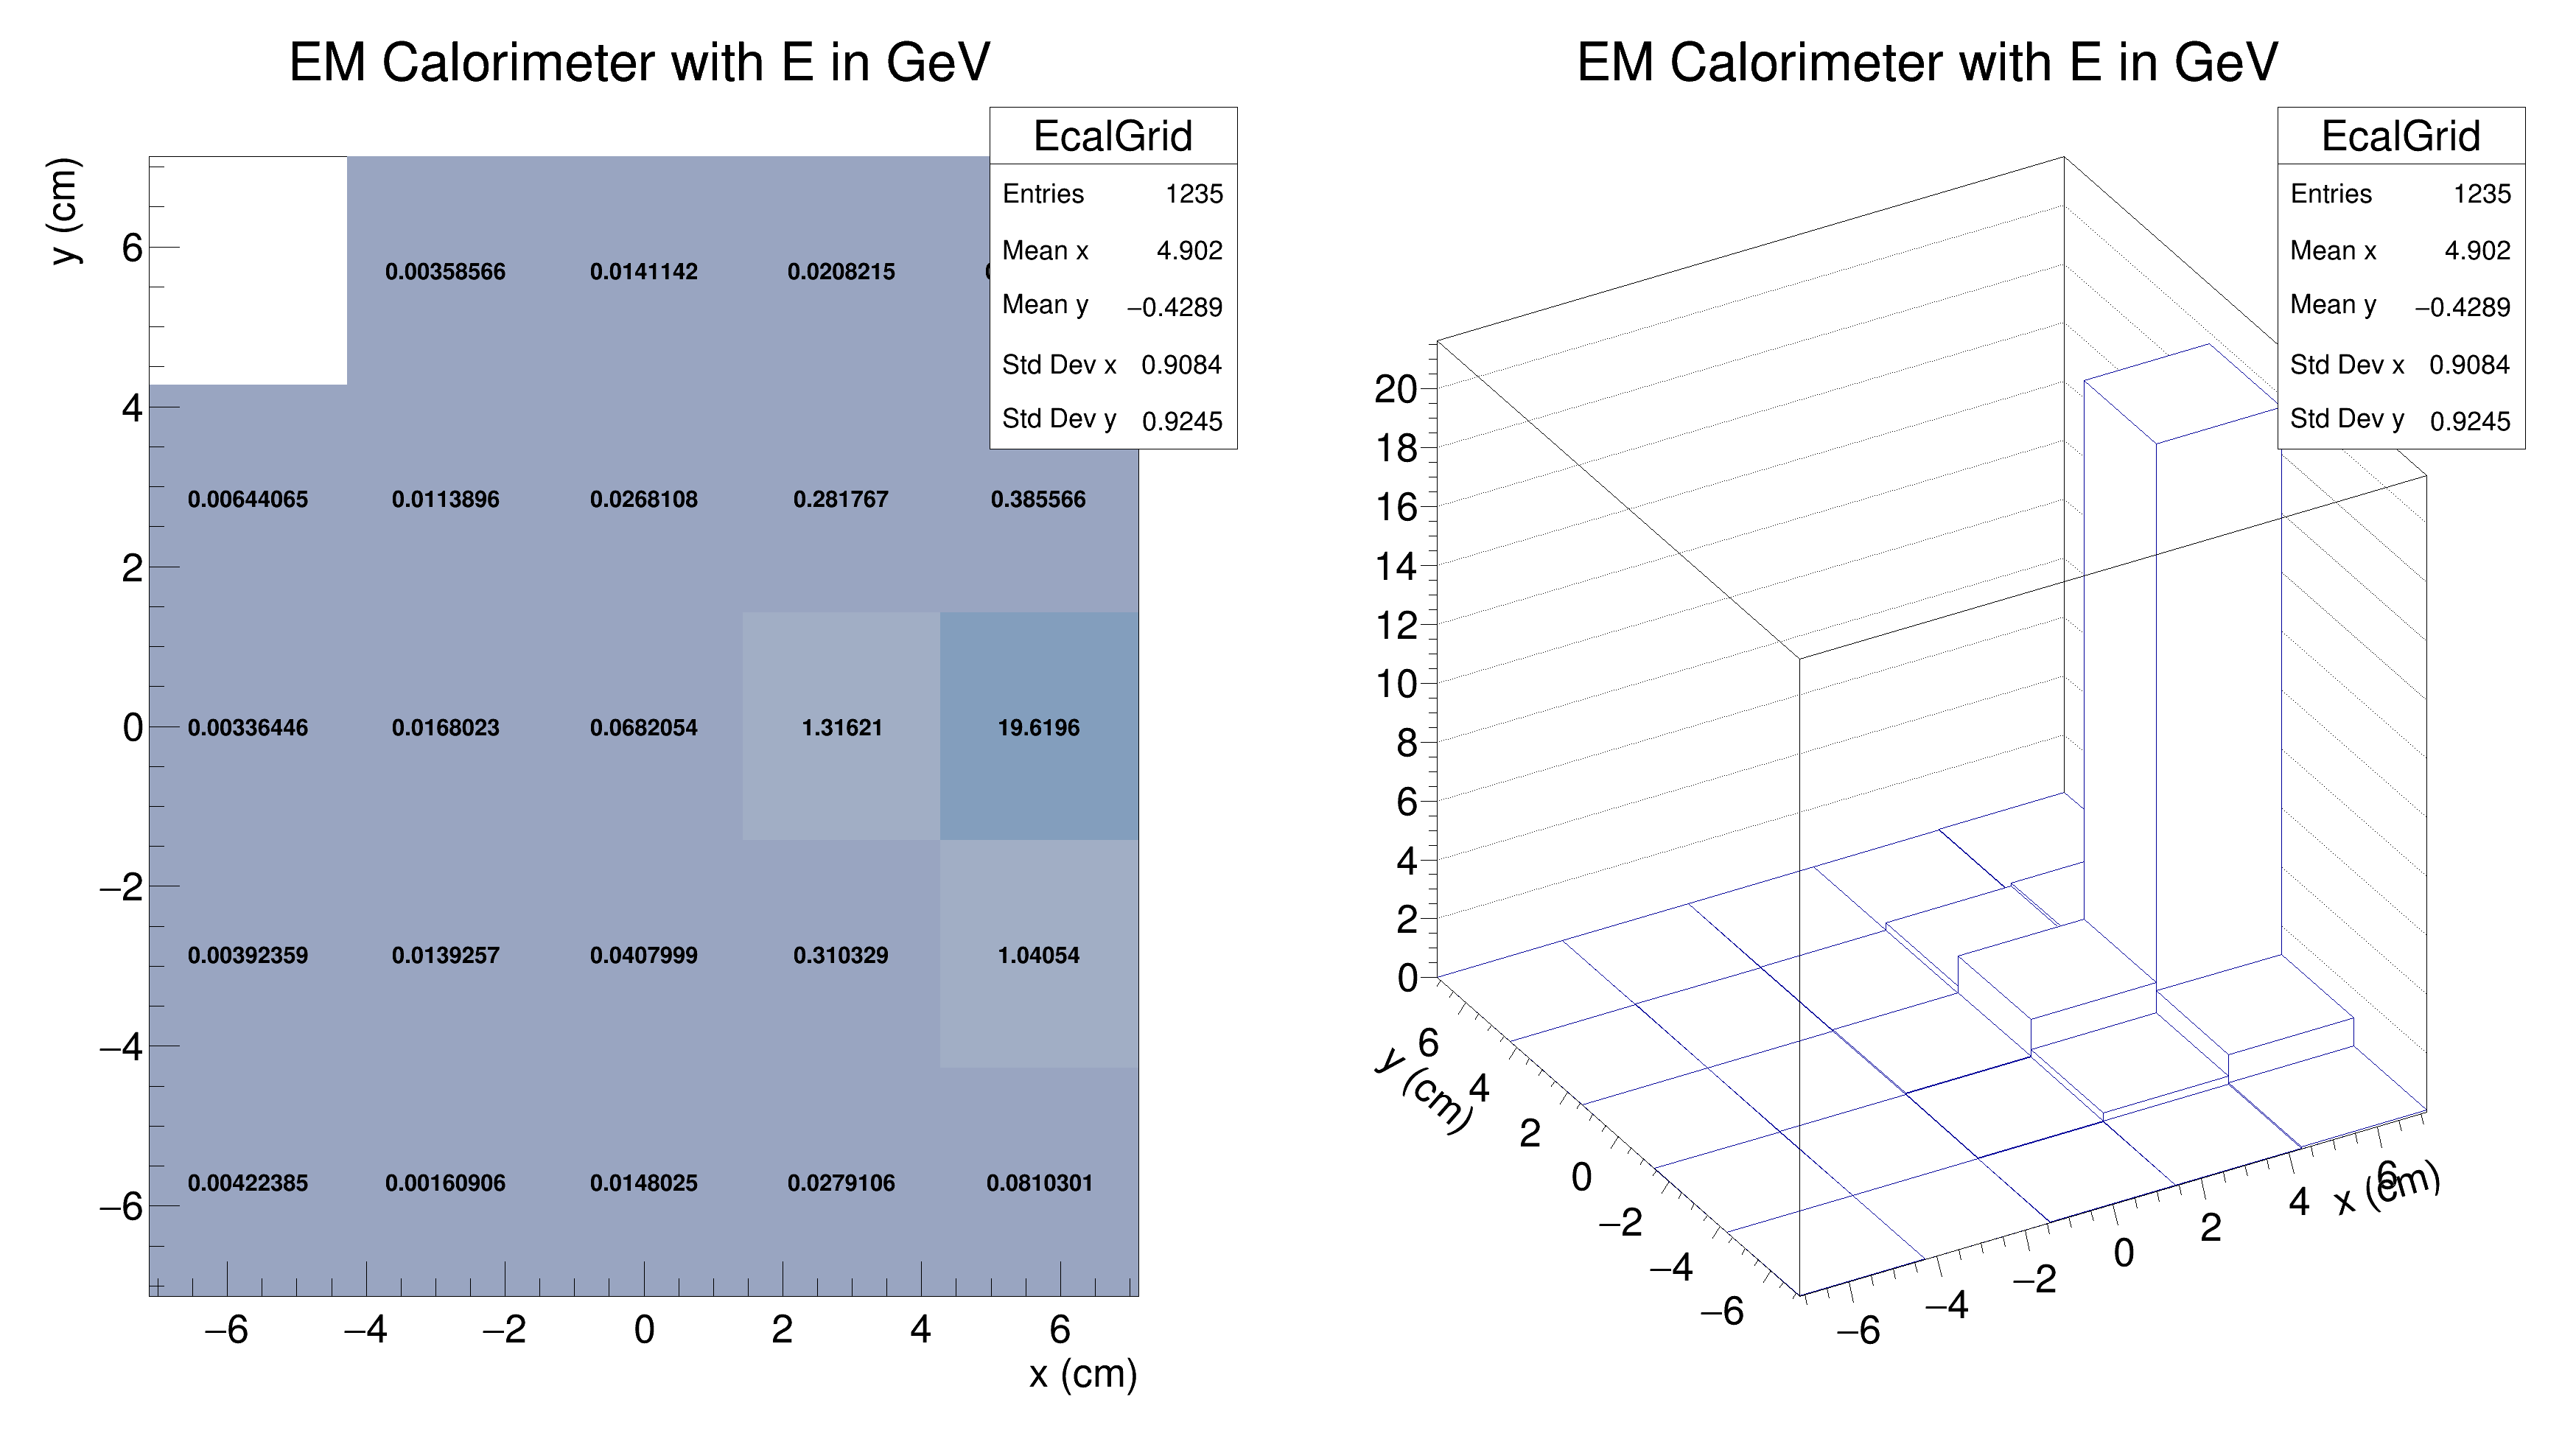 EM Calorimeter with E in GeV
EcalGrid
Entries 1235
Mean x 4.902
Mean y −0.4289
Std Dev x 0.9084
Std Dev y 0.9245
y (cm)
6
4
2
0
−2
−4
−6
0.00358566 0.0141142 0.0208215
0.00644065 0.0113896 0.0268108 0.281767 0.385566
0.00336446 0.0168023 0.0682054 1.31621 19.6196
0.00392359 0.0139257 0.0407999 0.310329 1.04054
0.00422385 0.00160906 0.0148025 0.0279106 0.0810301
−6 −4 −2 0 2 4 6
x (cm)
EM Calorimeter with E in GeV
EcalGrid
Entries 1235
Mean x 4.902
Mean y −0.4289
Std Dev x 0.9084
Std Dev y 0.9245
20
18
16
14
12
10
8
6
4
2
0
6
4
2
0
−2
−4
−6
y (cm)
−6
−4
−2
0
2
4
6
x (cm)